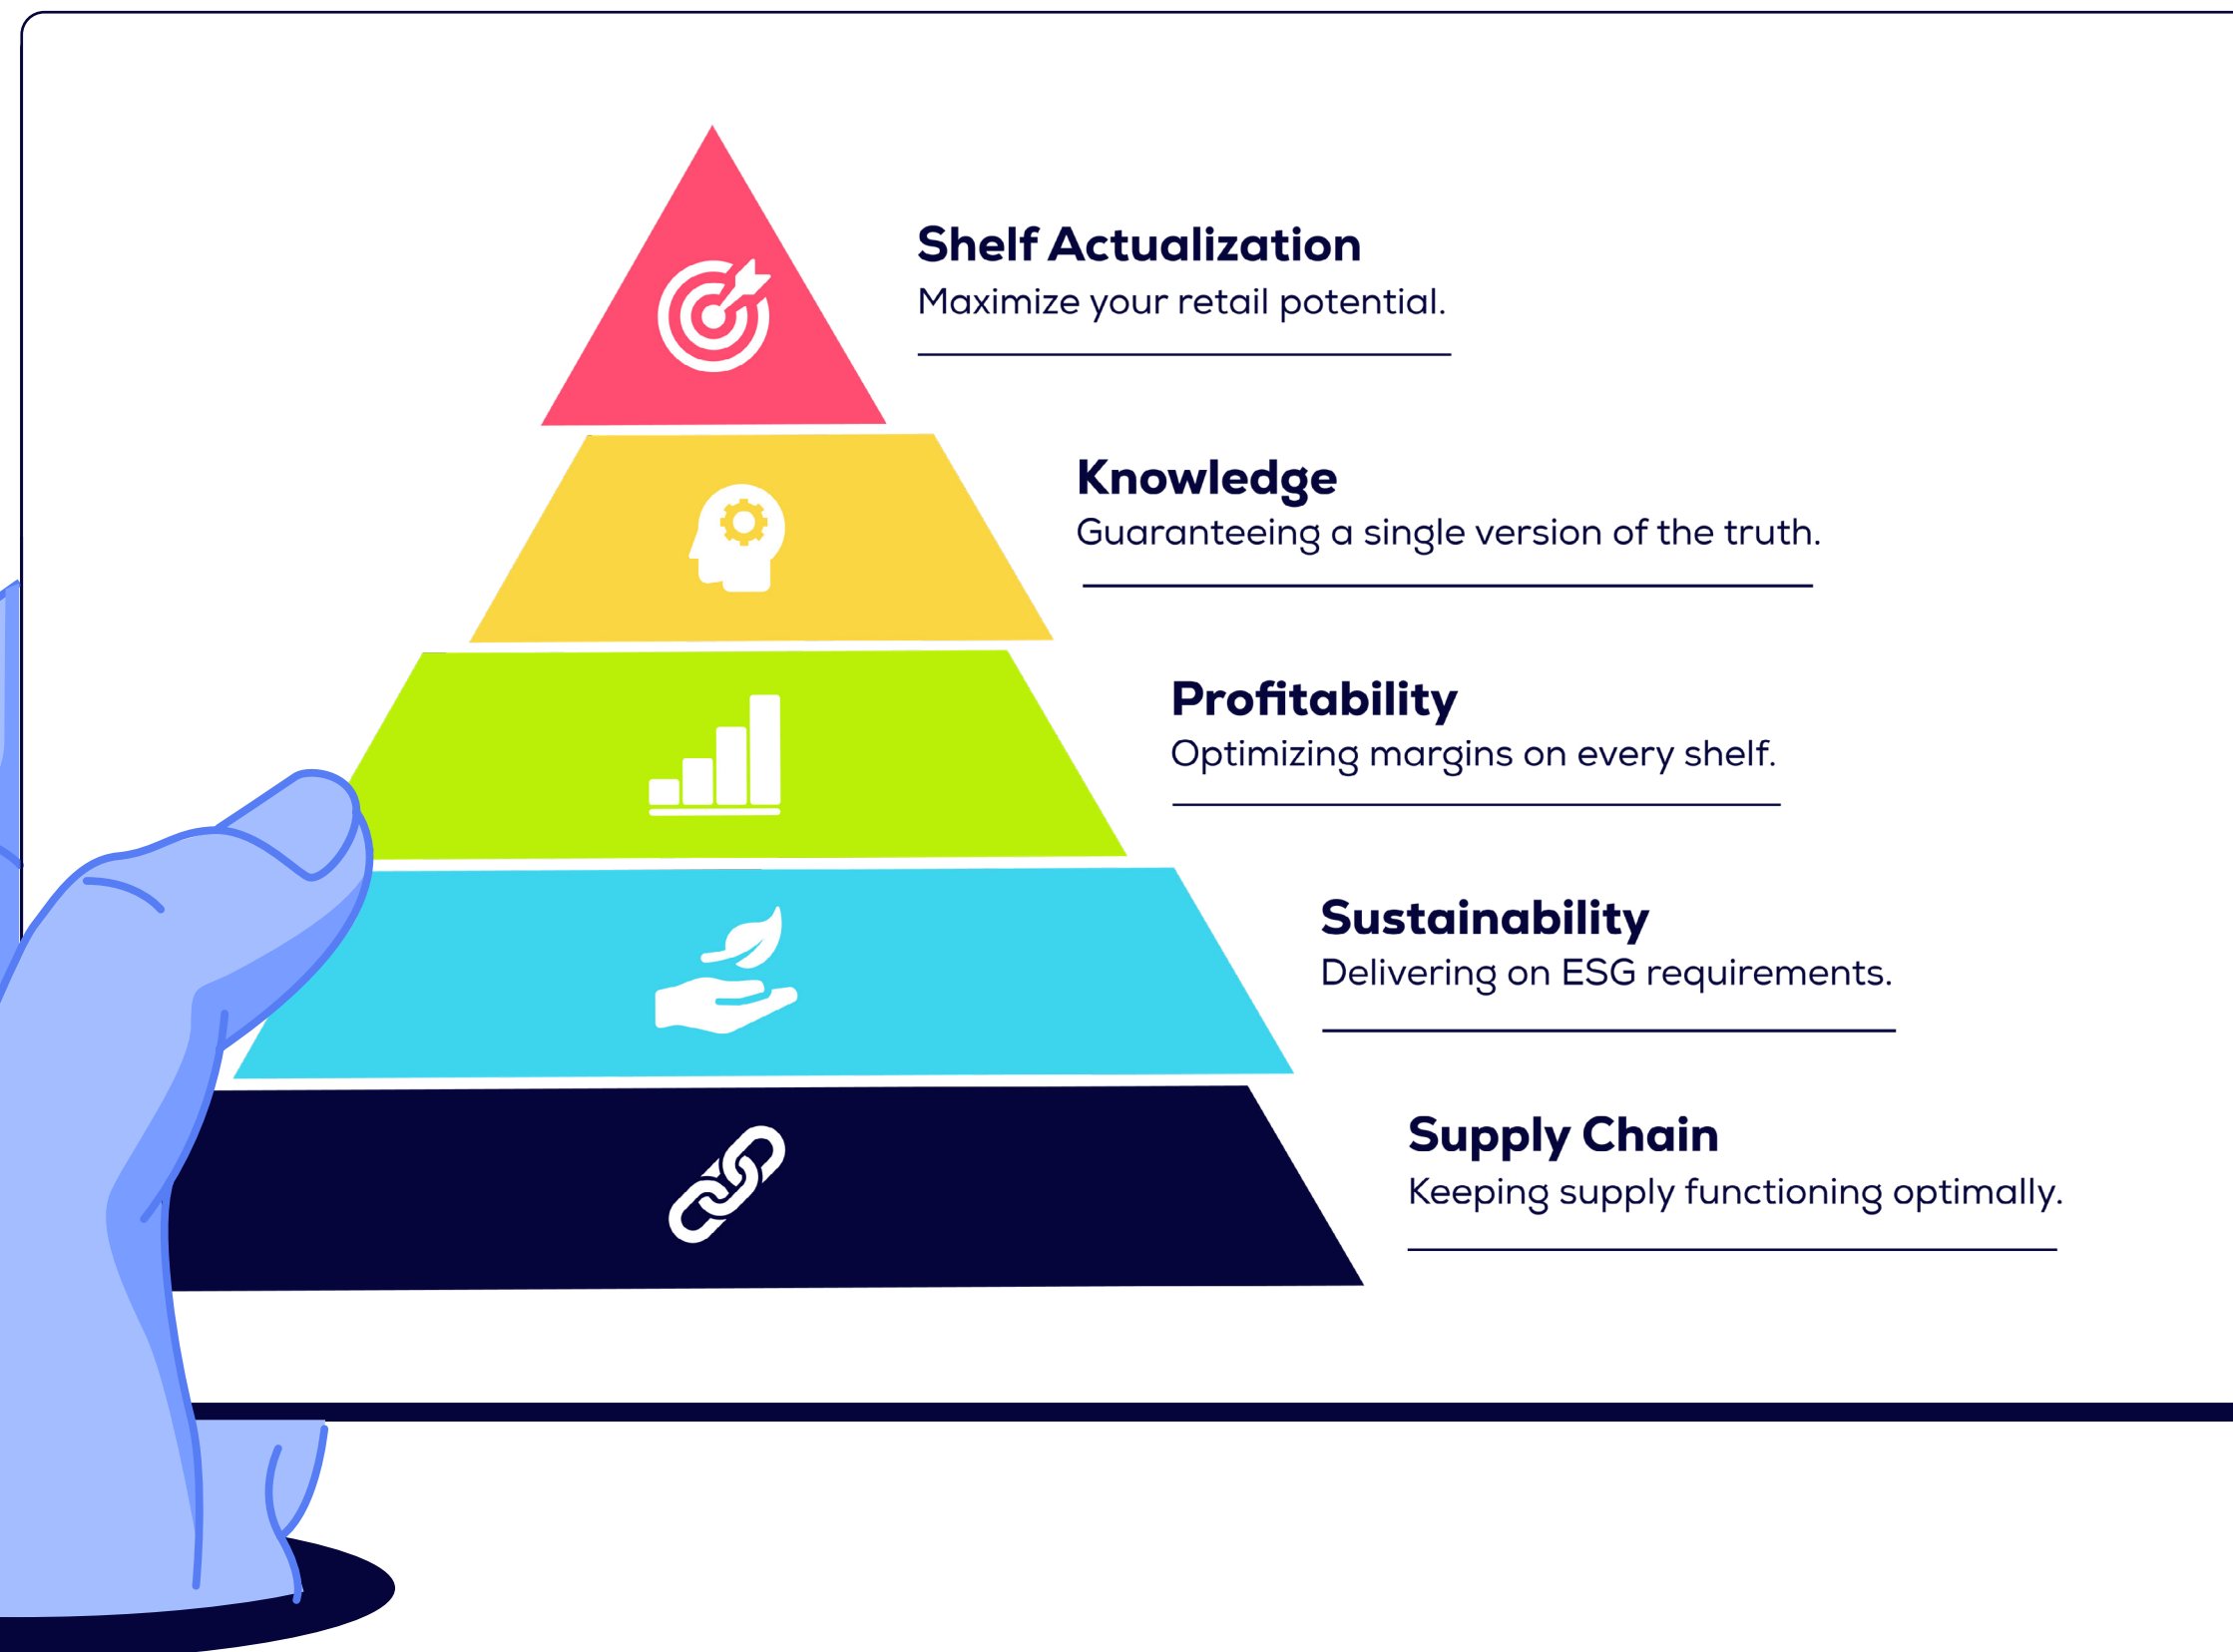 Shelf Actualization
Maximize your retail potential.
Knowledge
Guaranteeing a single version of the truth.
Profitability
Optimizing margins on every shelf.
Sustainability
Delivering on ESG requirements.
Supply Chain
Keeping supply functioning optimally.